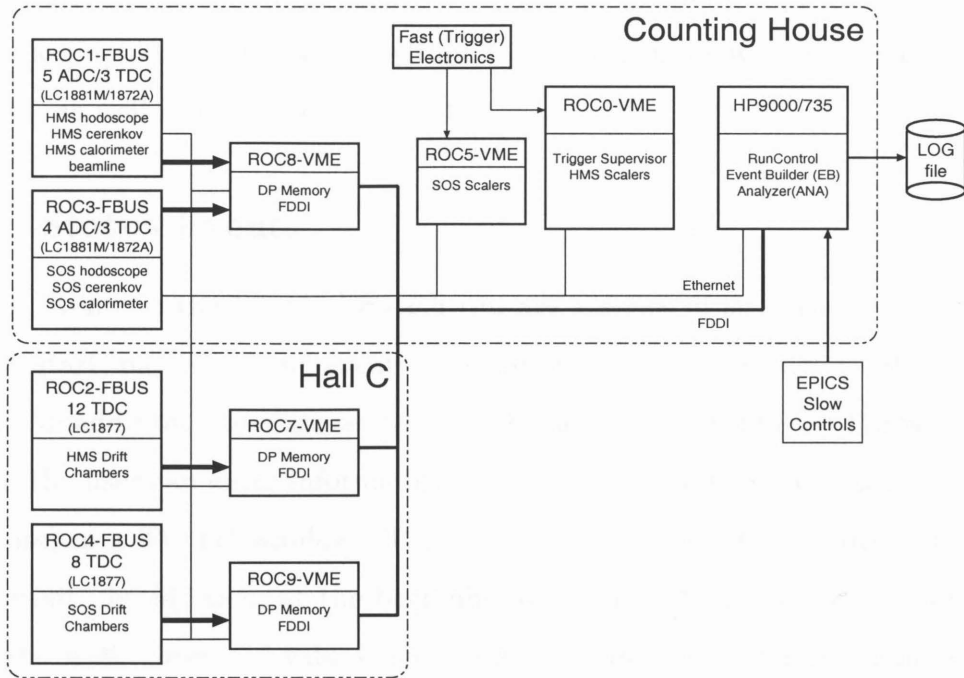 Counting House
ROC1-FBUS
5 ADC/3 TDC
(LC1881M/1872A)
HMS hodoscope
HMS cerenkov
HMS calorimeter
beamline
ROC3-FBUS
4 ADC/3 TDC
(LC1881M/1872A)
SOS hodoscope
SOS cerenkov
SOS calorimeter
ROC8-VME
DP Memory
FDDI
Fast (Trigger)
Electronics
ROC5-VME
SOS Scalers
ROC0-VME
Trigger Supervisor
HMS Scalers
HP9000/735
RunControl
Event Builder (EB)
Analyzer(ANA)
LOG
file
Ethernet
FDDI
EPICS
Slow
Controls
Hall C
ROC2-FBUS
12 TDC
(LC1877)
HMS Drift
Chambers
ROC7-VME
DP Memory
FDDI
ROC4-FBUS
8 TDC
(LC1877)
SOS Drift
Chambers
ROC9-VME
DP Memory
FDDI